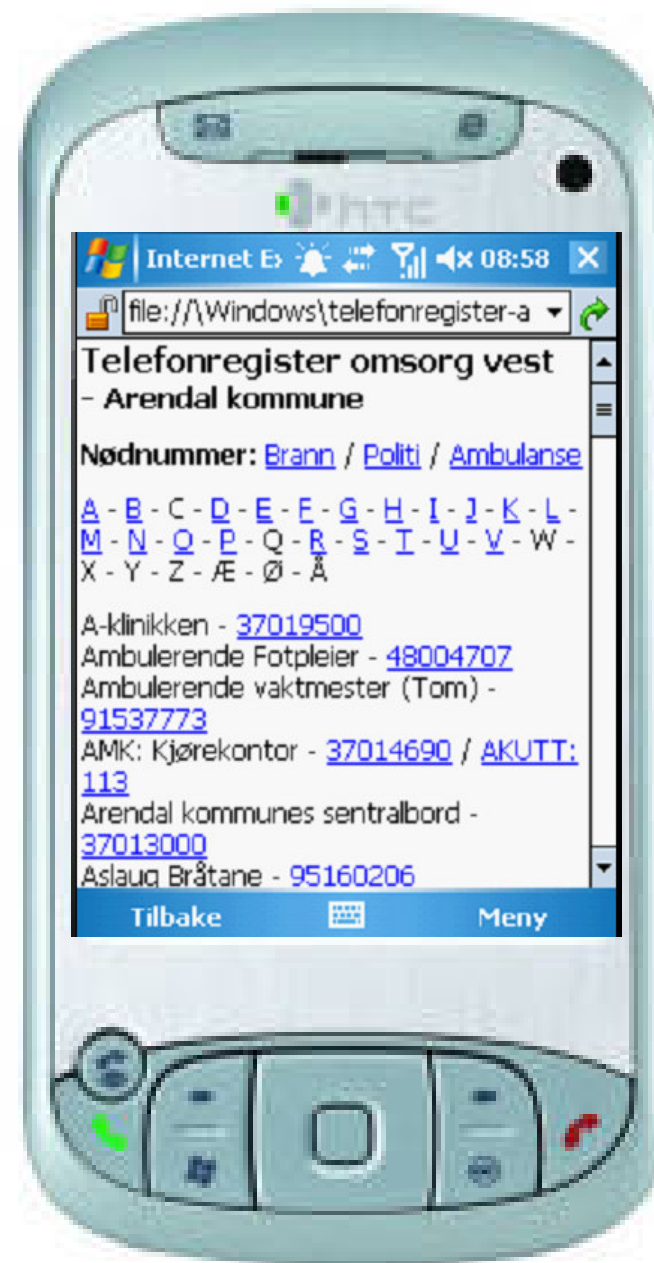 hTC
Internet Ex 08:58
file://\Windows\telefonregister-a
Telefonregister omsorg vest
- Arendal kommune
Nødnummer: Brann / Politi / Ambulanse
A - B - C - D - E - F - G - H - I - J - K - L -
M - N - O - P - Q - R - S - T - U - V - W -
X - Y - Z - Æ - Ø - Å
A-klinikken - 37019500
Ambulerende Fotpleier - 48004707
Ambulerende vaktmester (Tom) -
91537773
AMK: Kjørekontor - 37014690 / AKUTT:
113
Arendal kommunes sentralbord -
37013000
Aslaug Bråtane - 95160206
Tilbake Meny